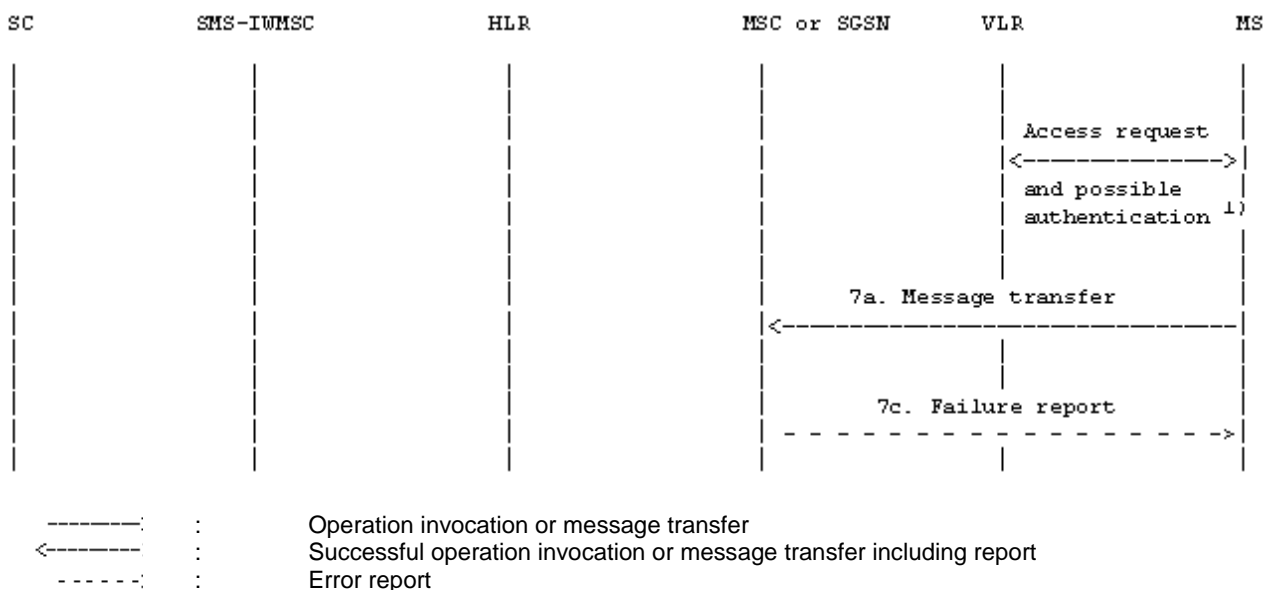 SC SMS-IWMSC HLR MSC or SGSN VLR MS
Access request
and possible
authentication 1)
7a. Message transfer
7c. Failure report
: Operation invocation or message transfer
: Successful operation invocation or message transfer including report
: Error report